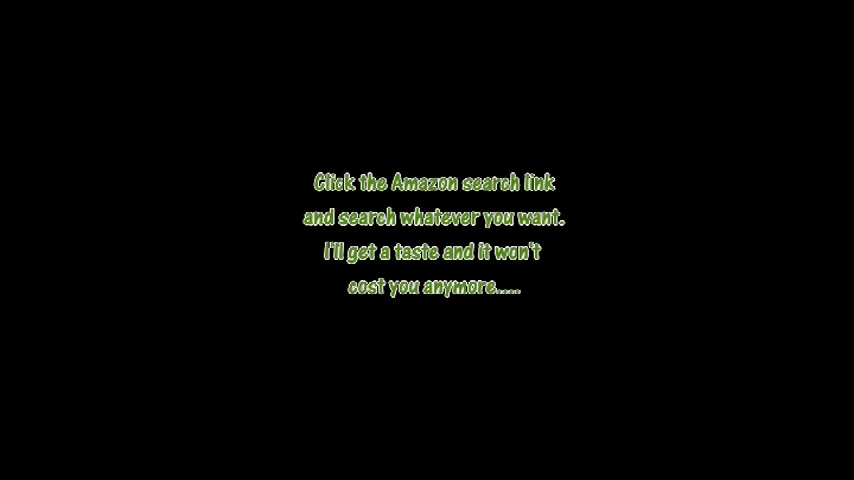 Click the Amazon search link
and search whatever you want.
I'll get a taste and it won't
cost you anymore....